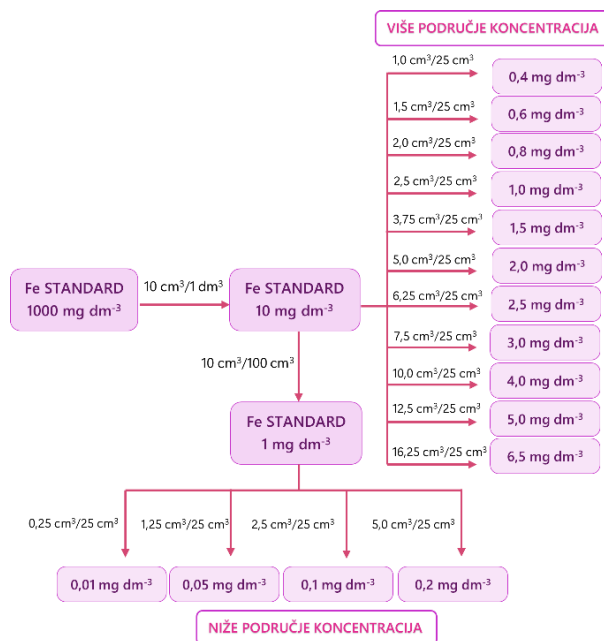 VIŠE PODRUČJE KONCENTRACIJA
1,0 cm³/25 cm³
0,4 mg dm⁻³
1,5 cm³/25 cm³
0,6 mg dm⁻³
2,0 cm³/25 cm³
0,8 mg dm⁻³
2,5 cm³/25 cm³
1,0 mg dm⁻³
3,75 cm³/25 cm³
1,5 mg dm⁻³
5,0 cm³/25 cm³
2,0 mg dm⁻³
Fe STANDARD
1000 mg dm⁻³
10 cm³/1 dm³
Fe STANDARD
10 mg dm⁻³
6,25 cm³/25 cm³
2,5 mg dm⁻³
7,5 cm³/25 cm³
3,0 mg dm⁻³
10,0 cm³/25 cm³
4,0 mg dm⁻³
12,5 cm³/25 cm³
5,0 mg dm⁻³
16,25 cm³/25 cm³
6,5 mg dm⁻³
10 cm³/100 cm³
Fe STANDARD
1 mg dm⁻³
0,25 cm³/25 cm³
1,25 cm³/25 cm³
2,5 cm³/25 cm³
5,0 cm³/25 cm³
0,01 mg dm⁻³
0,05 mg dm⁻³
0,1 mg dm⁻³
0,2 mg dm⁻³
NIŽE PODRUČJE KONCENTRACIJA